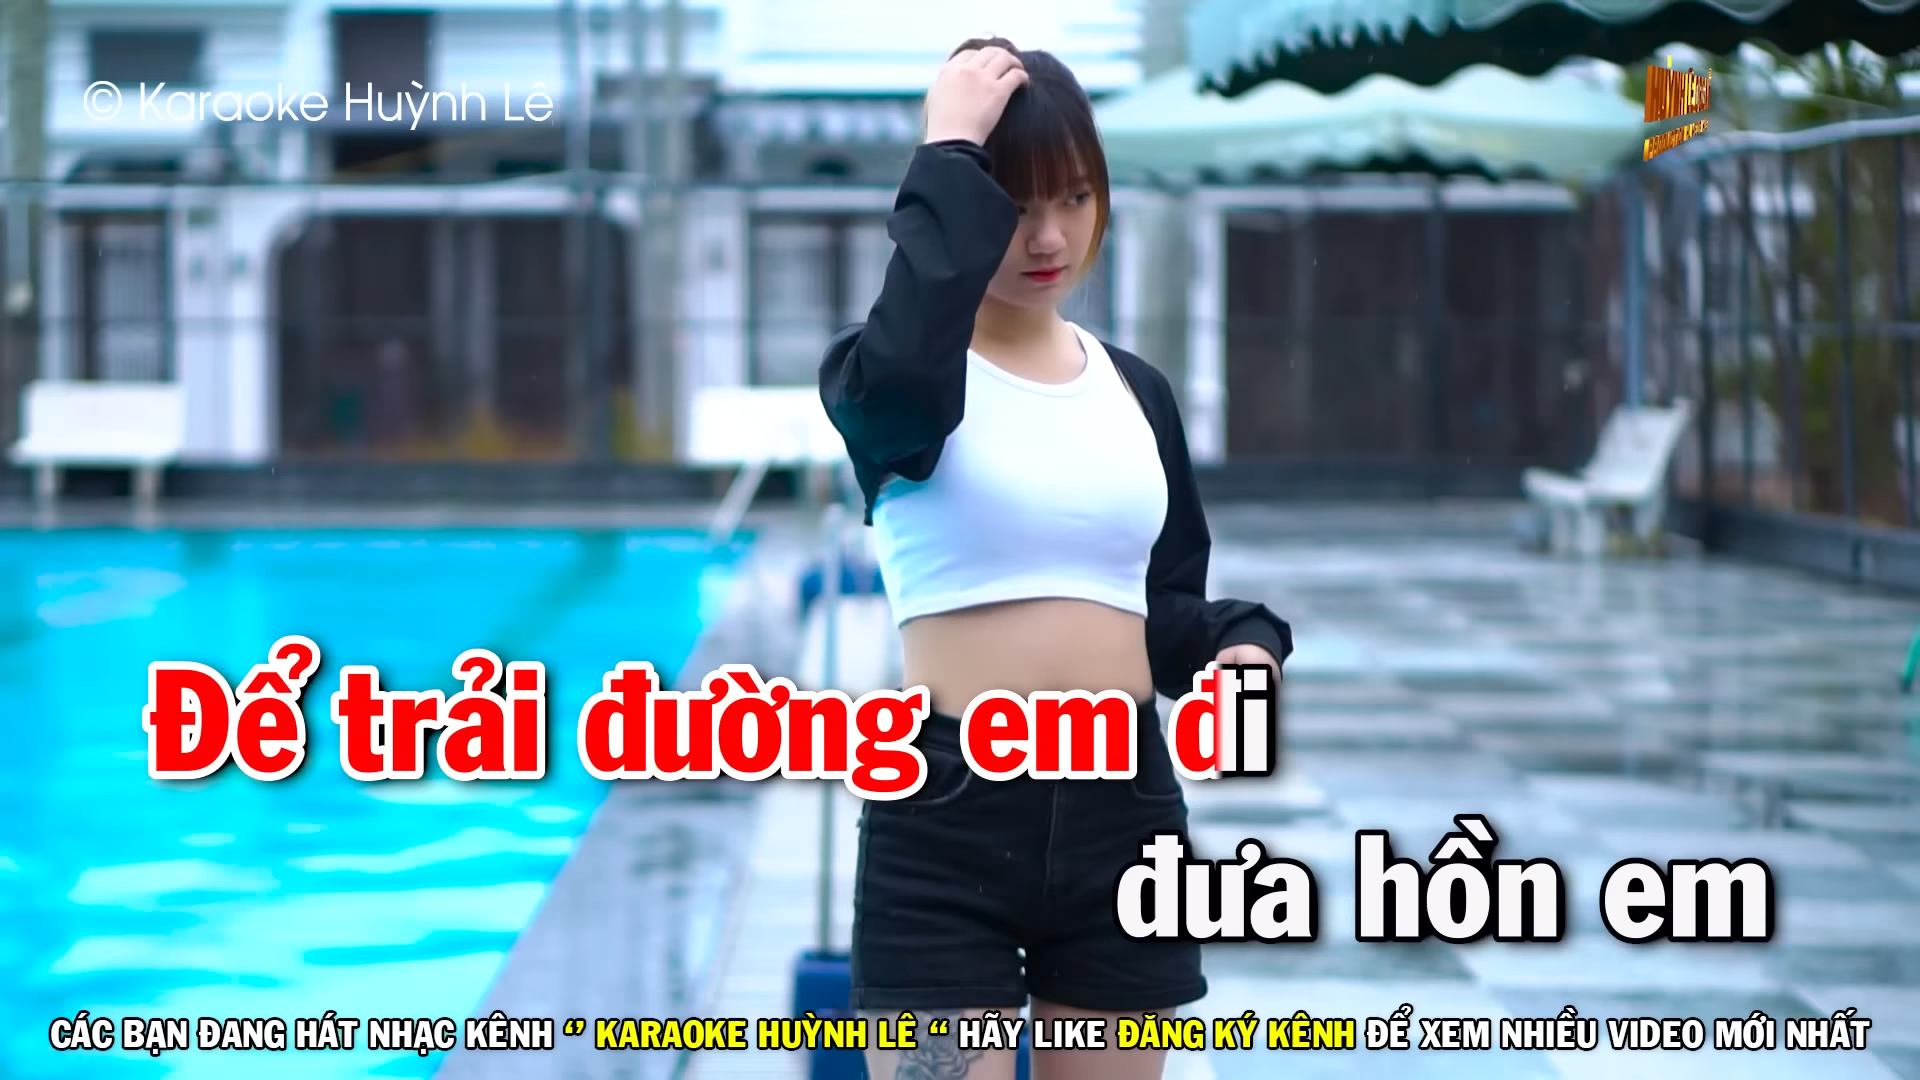 © Karaoke Huỳnh Lê
Để trải đường em đi
đưa hồn em
CÁC BẠN ĐANG HÁT NHẠC KÊNH ‘’ KARAOKE HUỲNH LÊ “ HÃY LIKE ĐĂNG KÝ KÊNH ĐỂ XEM NHIỀU VIDEO MỚI NHẤT